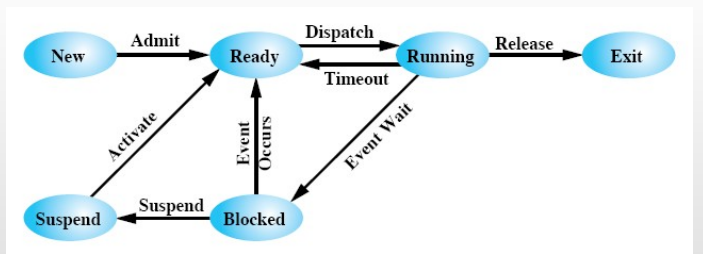 Dispatch
Admit
Release
New
Ready
Running
Exit
Timeout
Activate
Event
Occurs
Event Wait
Suspend
Suspend
Blocked